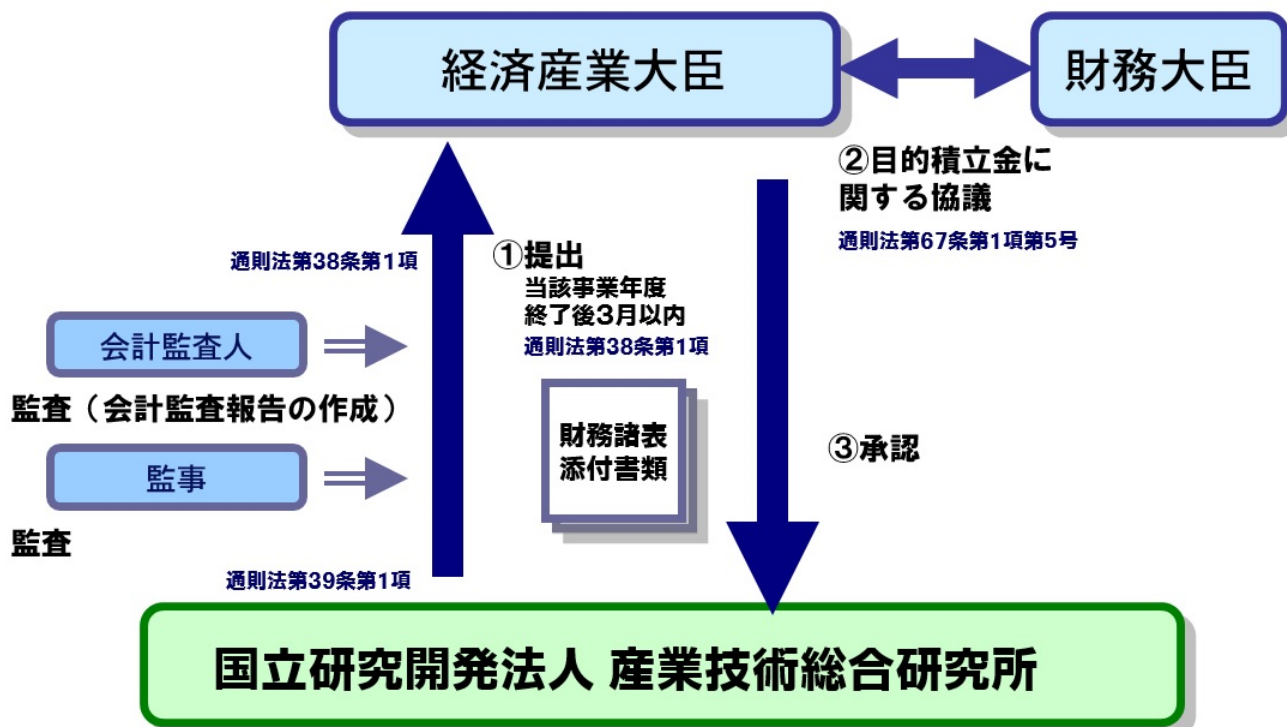 経済産業大臣
財務大臣
②目的積立金に
関する協議
通則法第67条第1項第5号
通則法第38条第1項
①提出
当該事業年度
終了後3月以内
通則法第38条第1項
会計監査人
監査（会計監査報告の作成）
財務諸表
添付書類
③承認
監事
監査
通則法第39条第1項
国立研究開発法人 産業技術総合研究所